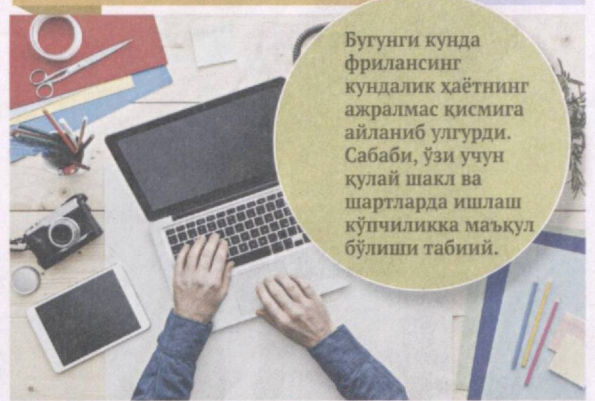 Бугунги кунда
фрилансинг
кундалик ҳаётнинг
ажралмас қисмига
айланиб улгурди.
Сабаби, ўзи учун
қулай шакл ва
шартларда ишлаш
кўпчиликка маъқул
бўлиши табиий.